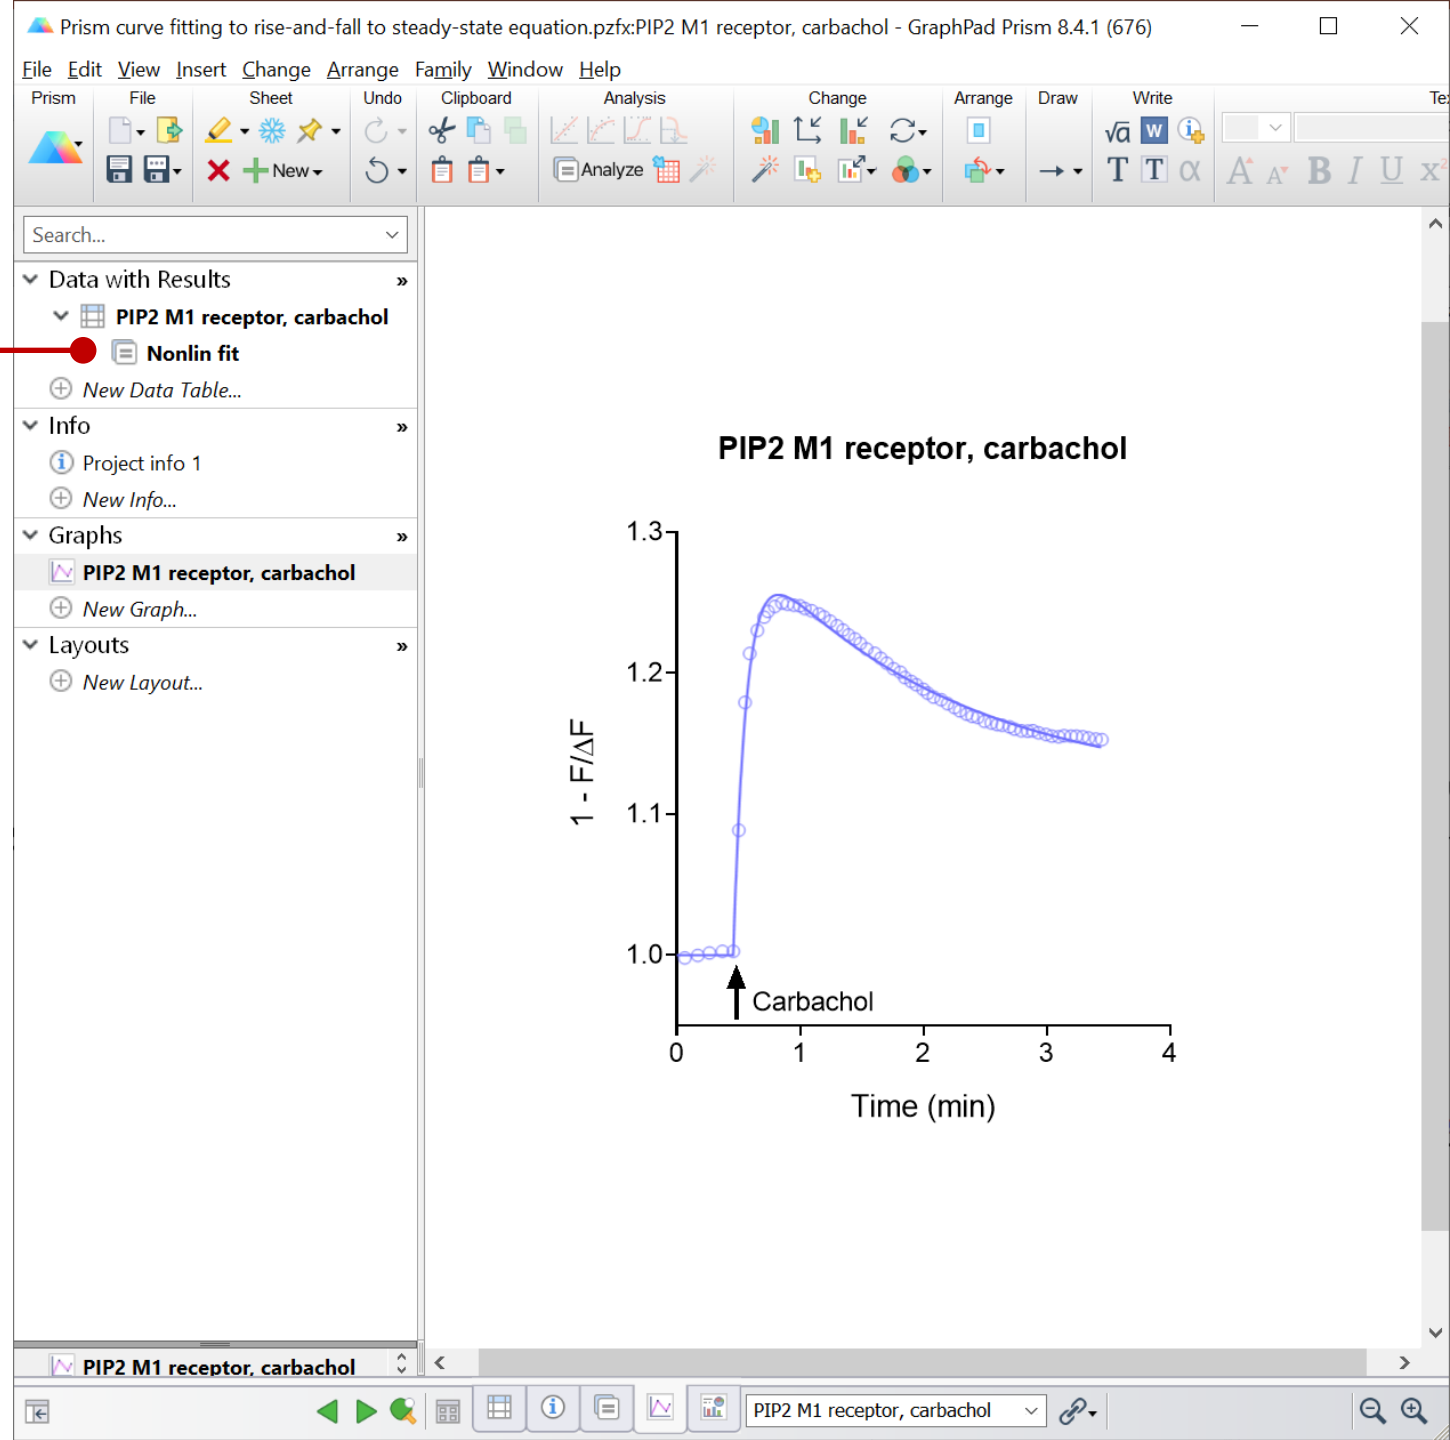 Prism curve fitting to rise-and-fall to steady-state equation.pzfx:PIP2 M1 receptor, carbachol - GraphPad Prism 8.4.1 (676)
File Edit View Insert Change Arrange Family Window Help
Prism File Sheet Undo Clipboard Analysis Change Arrange Draw Write Te
√a W
New Analyze T T α A A B I U x²
Search...
Data with Results »
PIP2 M1 receptor, carbachol
Nonlin fit
New Data Table...
Info »
Project info 1
New Info...
Graphs »
PIP2 M1 receptor, carbachol
New Graph...
Layouts »
New Layout...
PIP2 M1 receptor, carbachol
1.3
1.2
1.1
1.0
1 - F/ΔF
Carbachol
0 1 2 3 4
Time (min)
PIP2 M1 receptor, carbachol
PIP2 M1 receptor, carbachol